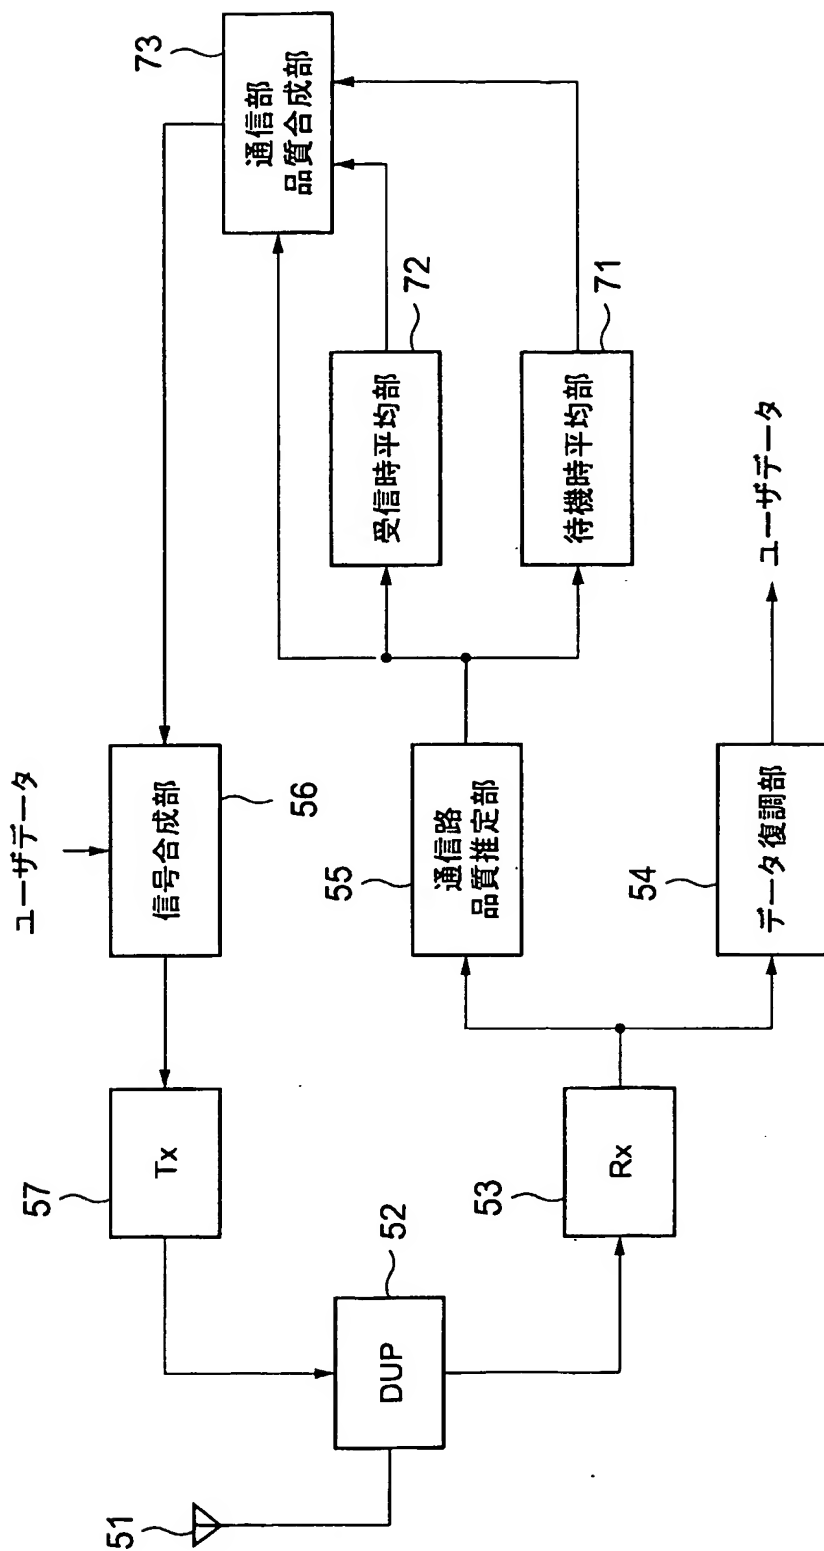 51
52
DUP
57
Tx
ユーザデータ
信号合成部
56
73
通信部
品質合成部
72
受信時平均部
71
待機時平均部
55
通信路
品質推定部
53
Rx
54
データ復調部
ユーザデータ